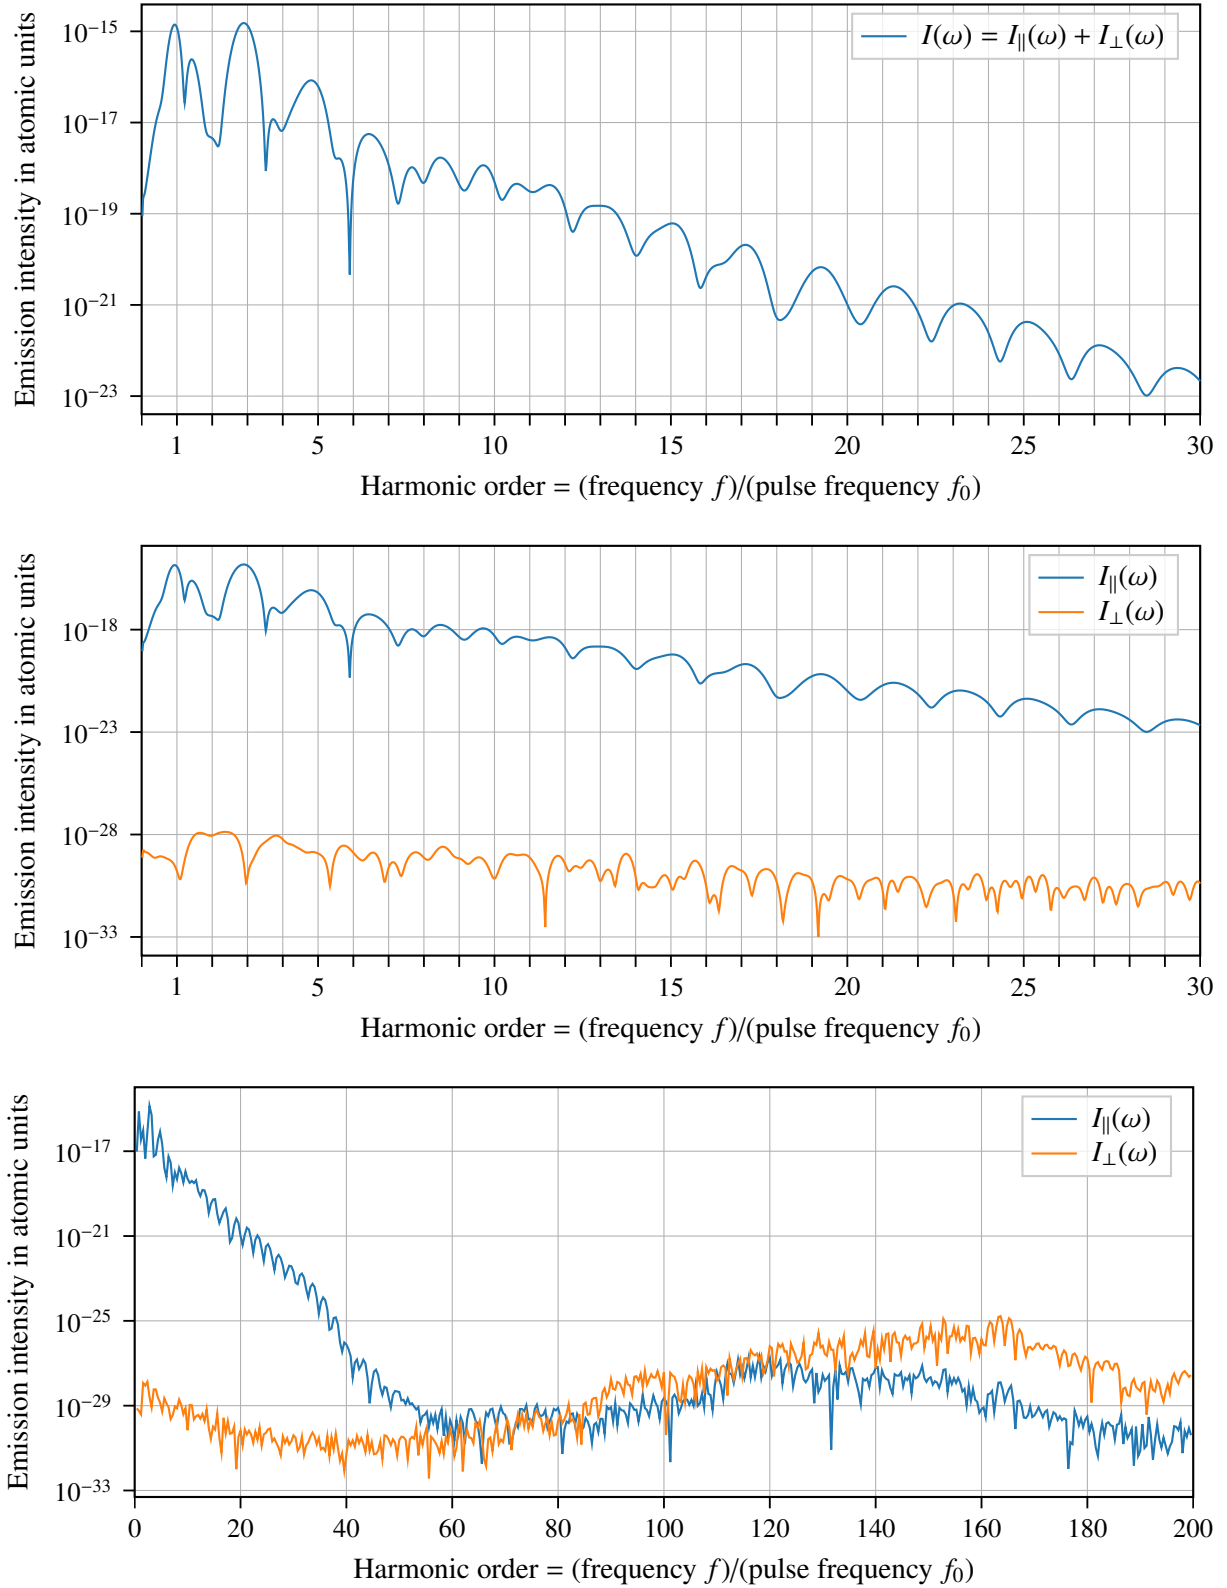 Emission intensity in atomic units
10⁻¹⁵
10⁻¹⁷
10⁻¹⁹
10⁻²¹
10⁻²³
I(ω) = I∥(ω) + I⊥(ω)
1 5 10 15 20 25 30
Harmonic order = (frequency f)/(pulse frequency f₀)
Emission intensity in atomic units
10⁻¹⁸
10⁻²³
10⁻²⁸
10⁻³³
I∥(ω)
I⊥(ω)
1 5 10 15 20 25 30
Harmonic order = (frequency f)/(pulse frequency f₀)
Emission intensity in atomic units
10⁻¹⁷
10⁻²¹
10⁻²⁵
10⁻²⁹
10⁻³³
I∥(ω)
I⊥(ω)
0 20 40 60 80 100 120 140 160 180 200
Harmonic order = (frequency f)/(pulse frequency f₀)